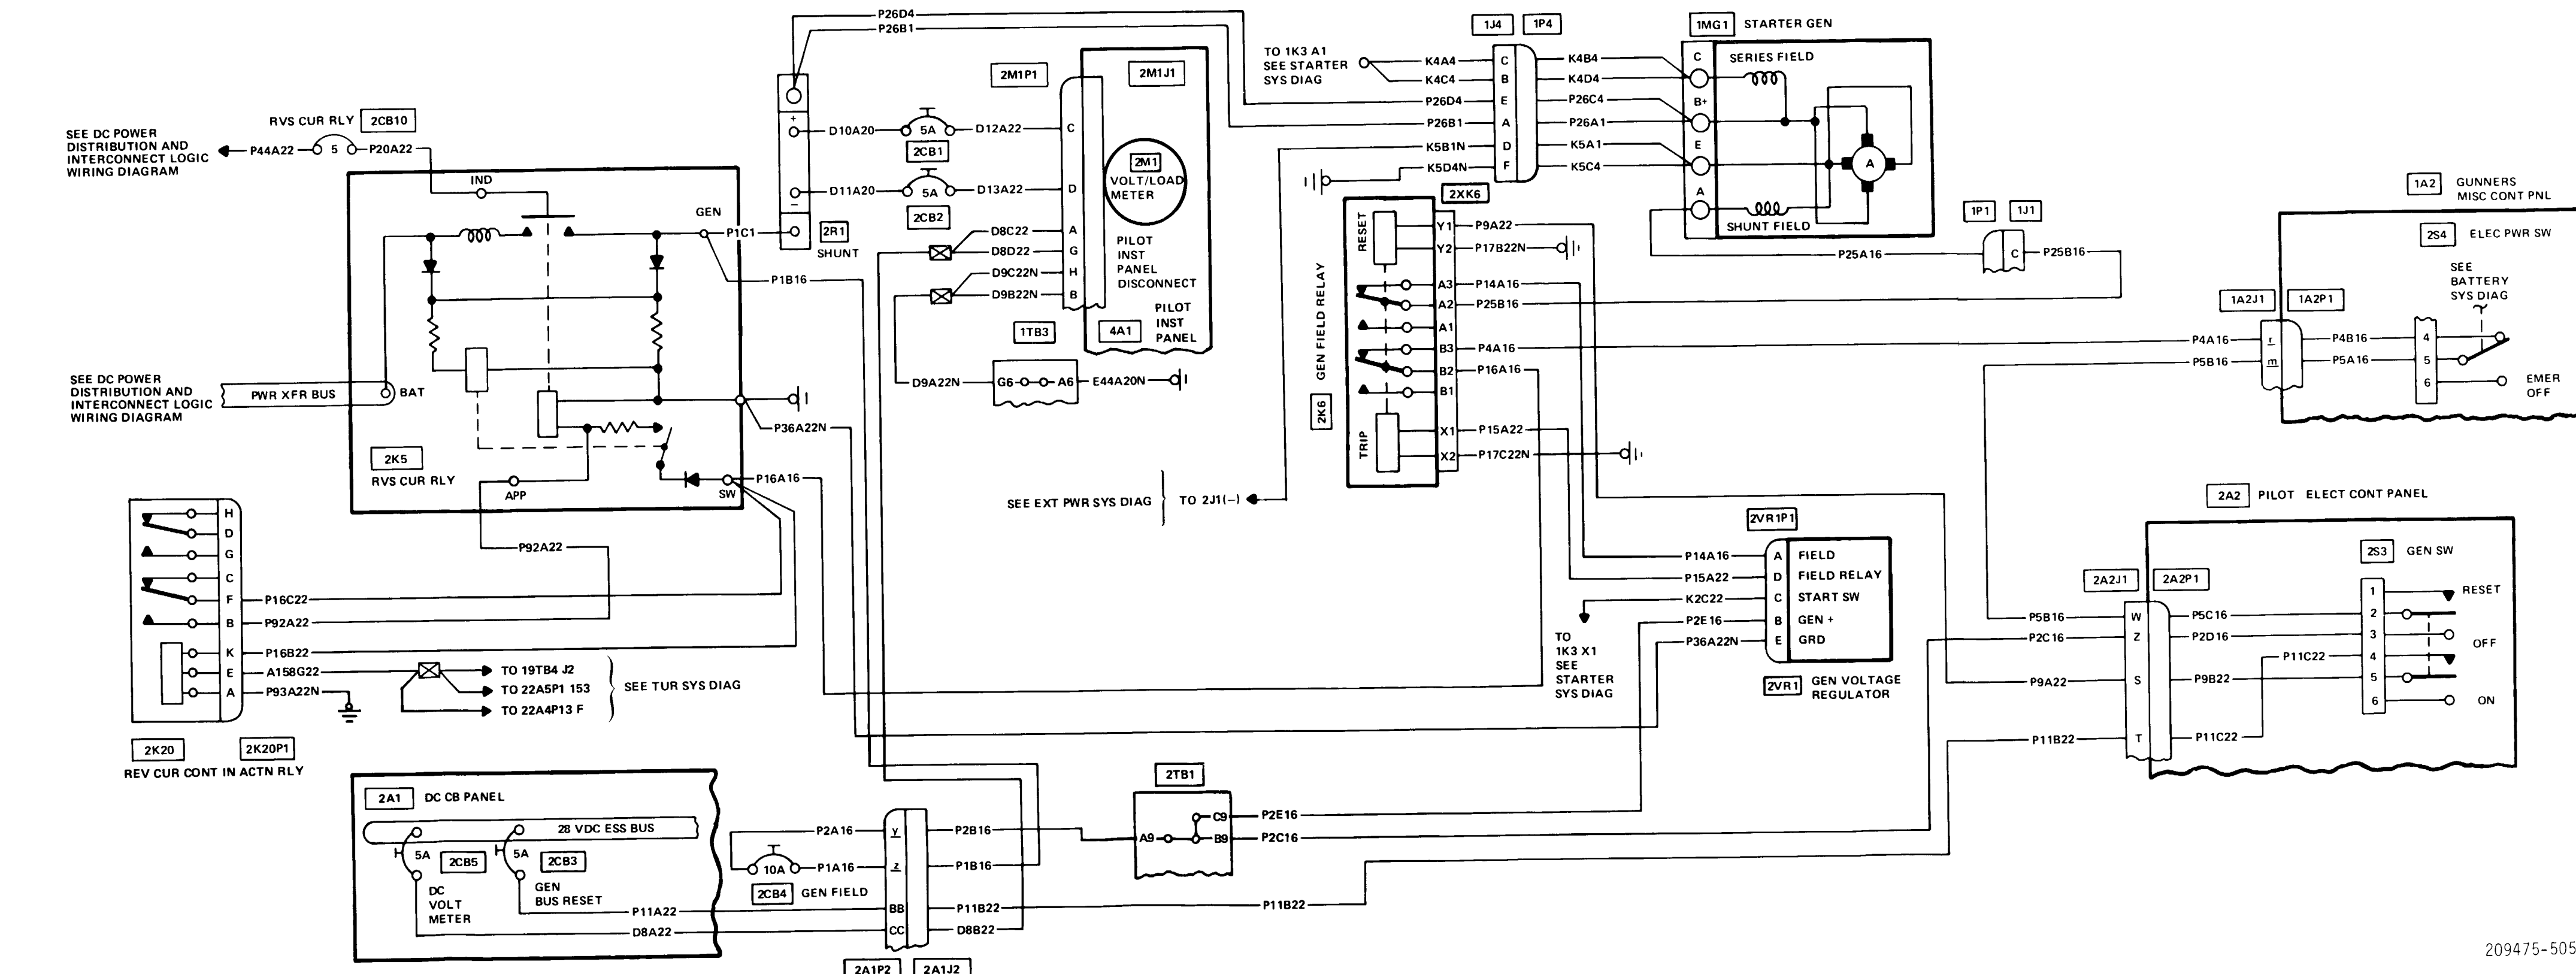 P26D4
P26B1
1J4
1P4
1MG1
STARTER GEN
TO 1K3 A1
SEE STARTER
SYS DIAG
K4A4
C
K4B4
K4C4
B
K4D4
P26D4
E
P26C4
P26B1
A
P26A1
K5B1N
D
K5A1
K5D4N
F
K5C4
C
B+
E
A
SERIES FIELD
A
SHUNT FIELD
2M1P1
2M1J1
RVS CUR RLY
2CB10
SEE DC POWER
DISTRIBUTION AND
INTERCONNECT LOGIC
WIRING DIAGRAM
P44A22
5
P20A22
+
D10A20
5A
D12A22
C
2CB1
2M1
VOLT/LOAD
METER
D11A20
5A
D13A22
D
−
2CB2
2R1
SHUNT
IND
GEN
P1C1
P1B16
D8C22
A
D8D22
G
D9C22N
H
D9B22N
B
PILOT
INST
PANEL
DISCONNECT
PILOT
INST
PANEL
1TB3
4A1
D9A22N
G6
A6
E44A20N
SEE DC POWER
DISTRIBUTION AND
INTERCONNECT LOGIC
WIRING DIAGRAM
PWR XFR BUS
BAT
P36A22N
2K5
RVS CUR RLY
APP
SW
P16A16
P92A22
2XK6
RESET
Y1
P9A22
Y2
P17B22N
A3
P14A16
A2
P25B16
A1
B3
P4A16
B2
P16A16
B1
X1
P15A22
X2
P17C22N
TRIP
GEN FIELD RELAY
2K6
1P1
1J1
P25A16
C
P25B16
1A2
GUNNERS
MISC CONT PNL
2S4
ELEC PWR SW
SEE
BATTERY
SYS DIAG
1A2J1
1A2P1
P4A16
r
P4B16
4
P5B16
m
P5A16
5
6
EMER
OFF
SEE EXT PWR SYS DIAG
TO 2J1(−)
H
D
G
C
F
P16C22
B
P92A22
K
P16B22
E
A158G22
A
P93A22N
TO 19TB4 J2
TO 22A5P1 153
TO 22A4P13 F
SEE TUR SYS DIAG
2K20
2K20P1
REV CUR CONT IN ACTN RLY
2VR1P1
P14A16
A
FIELD
P15A22
D
FIELD RELAY
K2C22
C
START SW
P2E16
B
GEN +
P36A22N
E
GRD
TO
1K3 X1
SEE
STARTER
SYS DIAG
2VR1
GEN VOLTAGE
REGULATOR
2A2
PILOT ELECT CONT PANEL
2S3
GEN SW
2A2J1
2A2P1
P5B16
W
P5C16
P2C16
Z
P2D16
P11C22
P9A22
S
P9B22
P11B22
T
P11C22
1
RESET
2
3
OFF
4
5
6
ON
2A1
DC CB PANEL
28 VDC ESS BUS
5A
2CB5
5A
2CB3
DC
VOLT
METER
GEN
BUS RESET
P11A22
D8A22
P2A16
y
P2B16
10A
P1A16
z
P1B16
2CB4
GEN FIELD
BB
P11B22
CC
D8B22
2A1P2
2A1J2
2TB1
A9
C9
B9
P2E16
P2C16
P11B22
209475-505